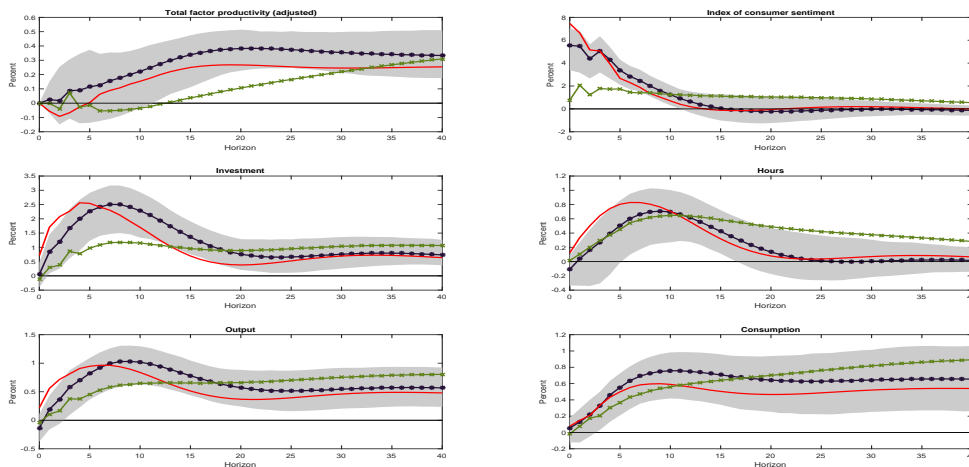 Total factor productivity (adjusted)
Percent
0.6
0.4
0.3
0.2
0.1
0
-0.1
-0.2
0 5 10 15 20 25 30 35 40
Horizon
Index of consumer sentiment
Percent
8
6
4
2
0
-2
0 5 10 15 20 25 30 35 40
Horizon
Investment
Percent
3.5
2.5
2
1.5
1
0.5
0
-0.5
0 5 10 15 20 25 30 35 40
Horizon
Hours
Percent
1.2
0.8
0.6
0.4
0.2
0
-0.2
-0.4
0 5 10 15 20 25 30 35 40
Horizon
Output
Percent
1.5
1
0.5
0
-0.5
0 5 10 15 20 25 30 35 40
Horizon
Consumption
Percent
1.2
0.8
0.6
0.4
0.2
0
-0.2
0 5 10 15 20 25 30 35 40
Horizon